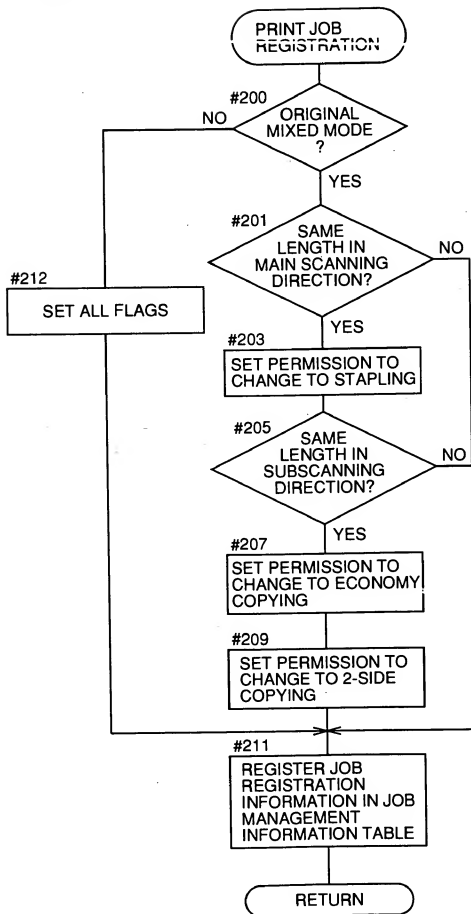 PRINT JOB
REGISTRATION
#200
NO
ORIGINAL
MIXED MODE
?
YES
#201
SAME
LENGTH IN
MAIN SCANNING
DIRECTION?
NO
#212
SET ALL FLAGS
YES
#203
SET PERMISSION TO
CHANGE TO STAPLING
#205
SAME
LENGTH IN
SUBSCANNING
DIRECTION?
NO
YES
#207
SET PERMISSION TO
CHANGE TO ECONOMY
COPYING
#209
SET PERMISSION TO
CHANGE TO 2-SIDE
COPYING
#211
REGISTER JOB
REGISTRATION
INFORMATION IN JOB
MANAGEMENT
INFORMATION TABLE
RETURN